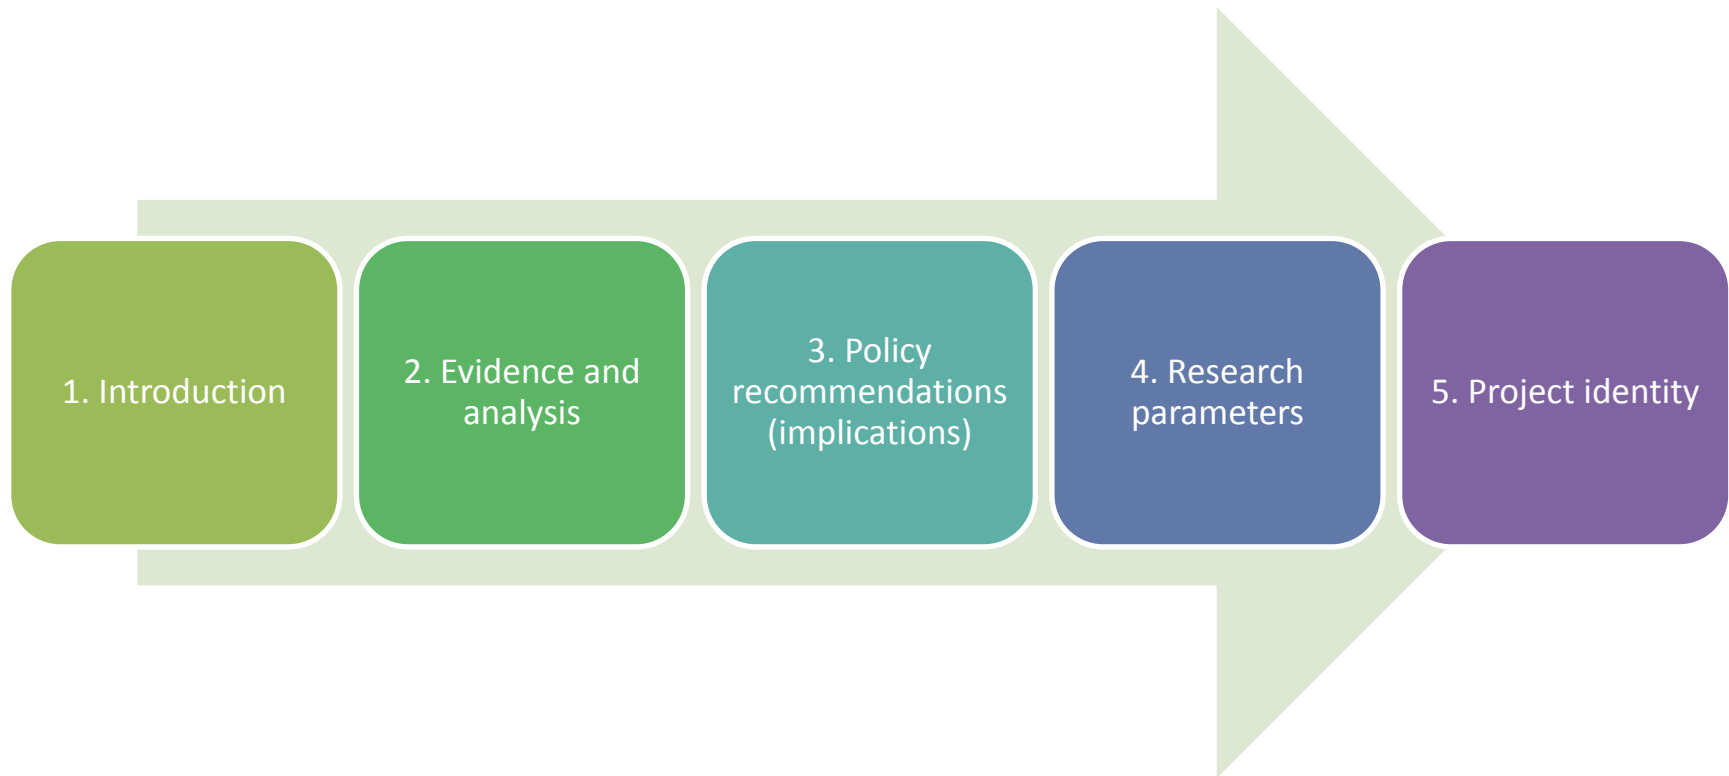 1. Introduction
2. Evidence and
analysis
3. Policy
recommendations
(implications)
4. Research
parameters
5. Project identity